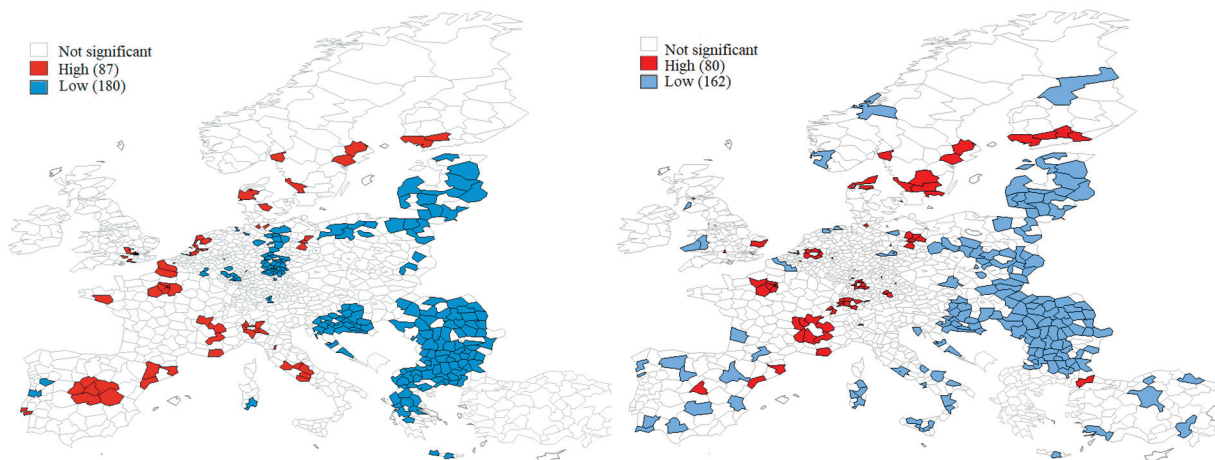 Not significant
High (87)
Low (180)
Not significant
High (80)
Low (162)